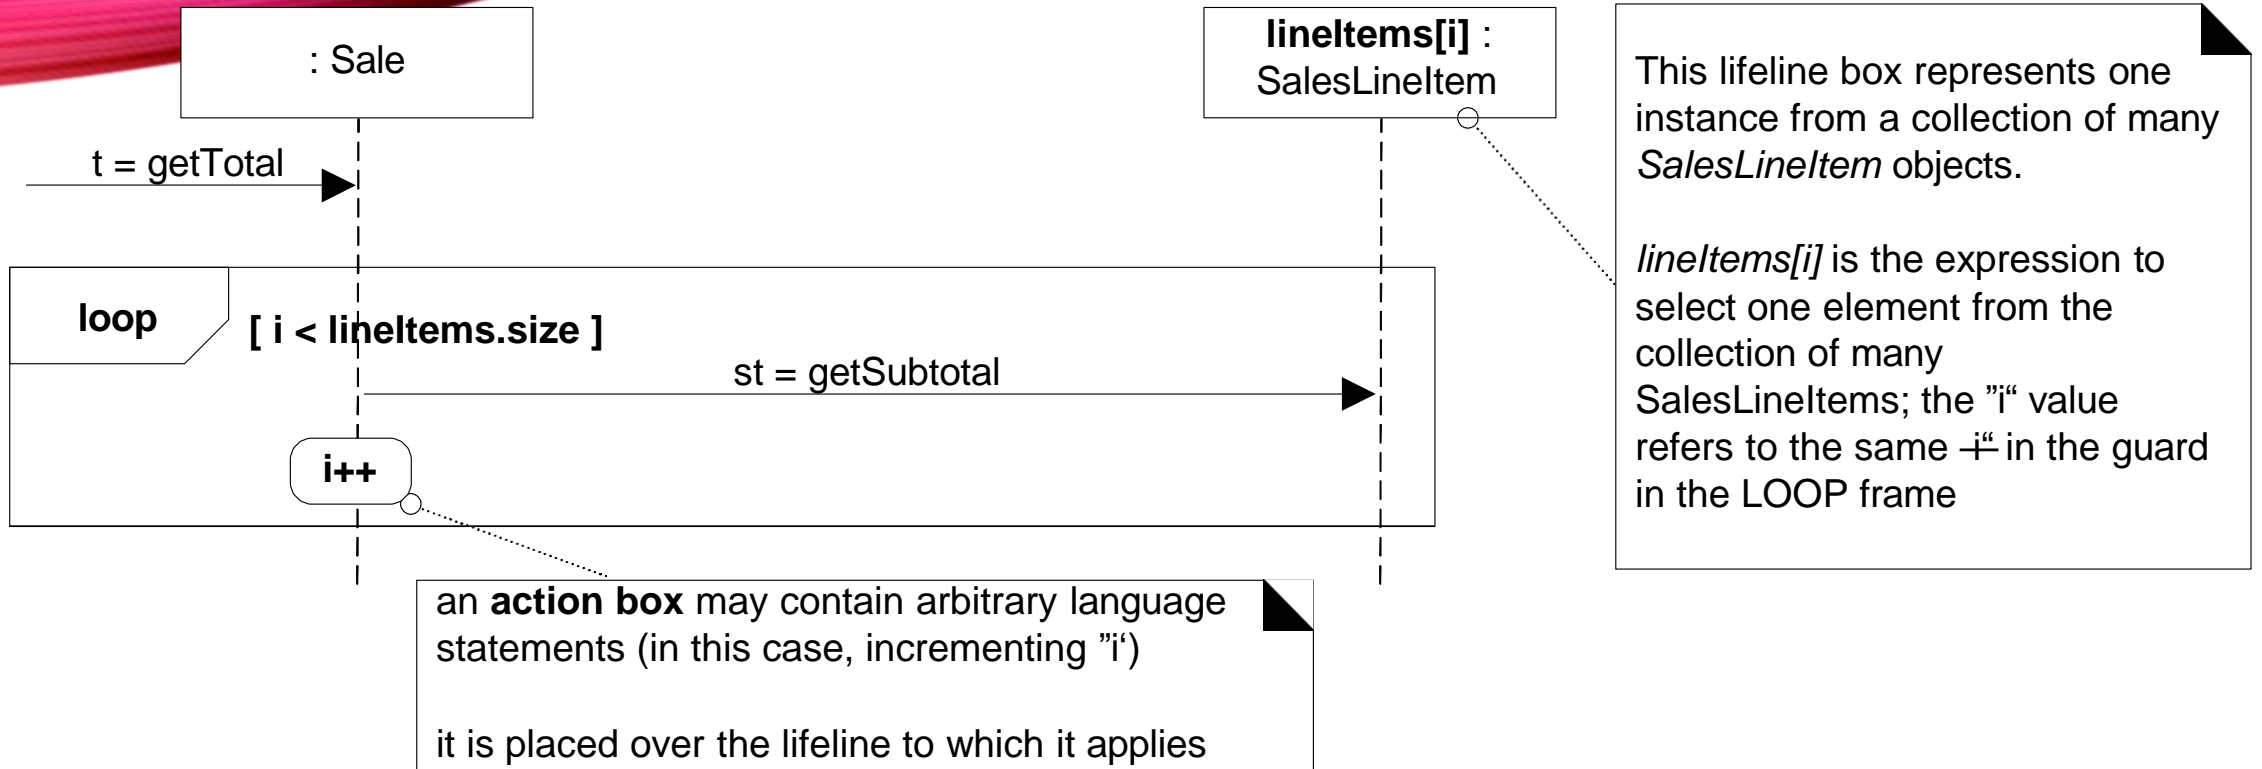 : Sale
lineItems[i] :
SalesLineItem
t = getTotal
loop
[ i < lineItems.size ]
st = getSubtotal
i++
This lifeline box represents one
instance from a collection of many
SalesLineItem objects.
lineItems[i] is the expression to
select one element from the
collection of many
SalesLineItems; the ”i“ value
refers to the same –i“ in the guard
in the LOOP frame
an action box may contain arbitrary language
statements (in this case, incrementing ”i‘)
it is placed over the lifeline to which it applies